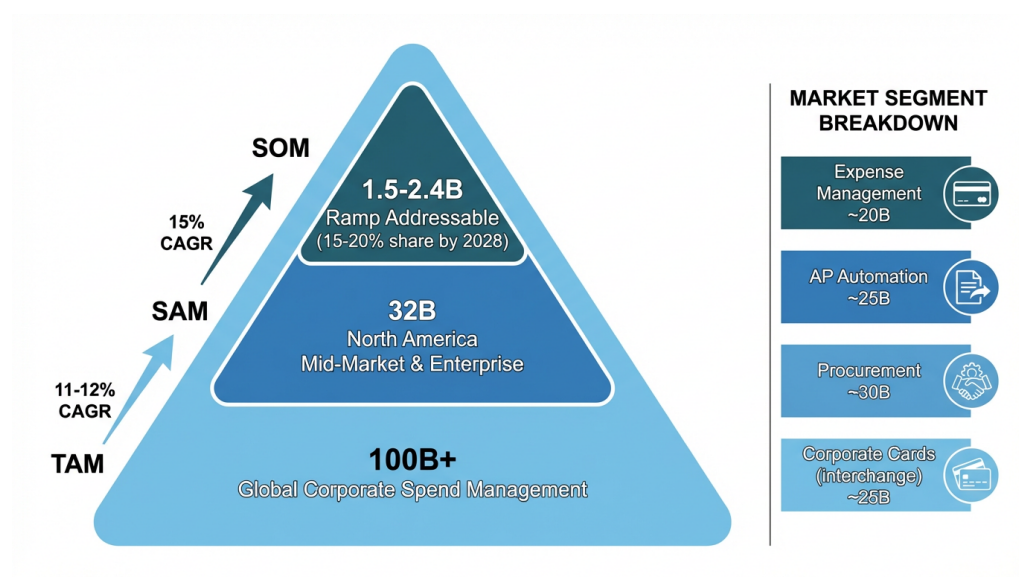 SOM
15%
CAGR
SAM
11-12%
CAGR
TAM
1.5-2.4B
Ramp Addressable
(15-20% share by 2028)
32B
North America
Mid-Market & Enterprise
100B+
Global Corporate Spend Management
MARKET SEGMENT
BREAKDOWN
Expense
Management
~20B
AP Automation
~25B
Procurement
~30B
Corporate Cards
(interchange)
~25B